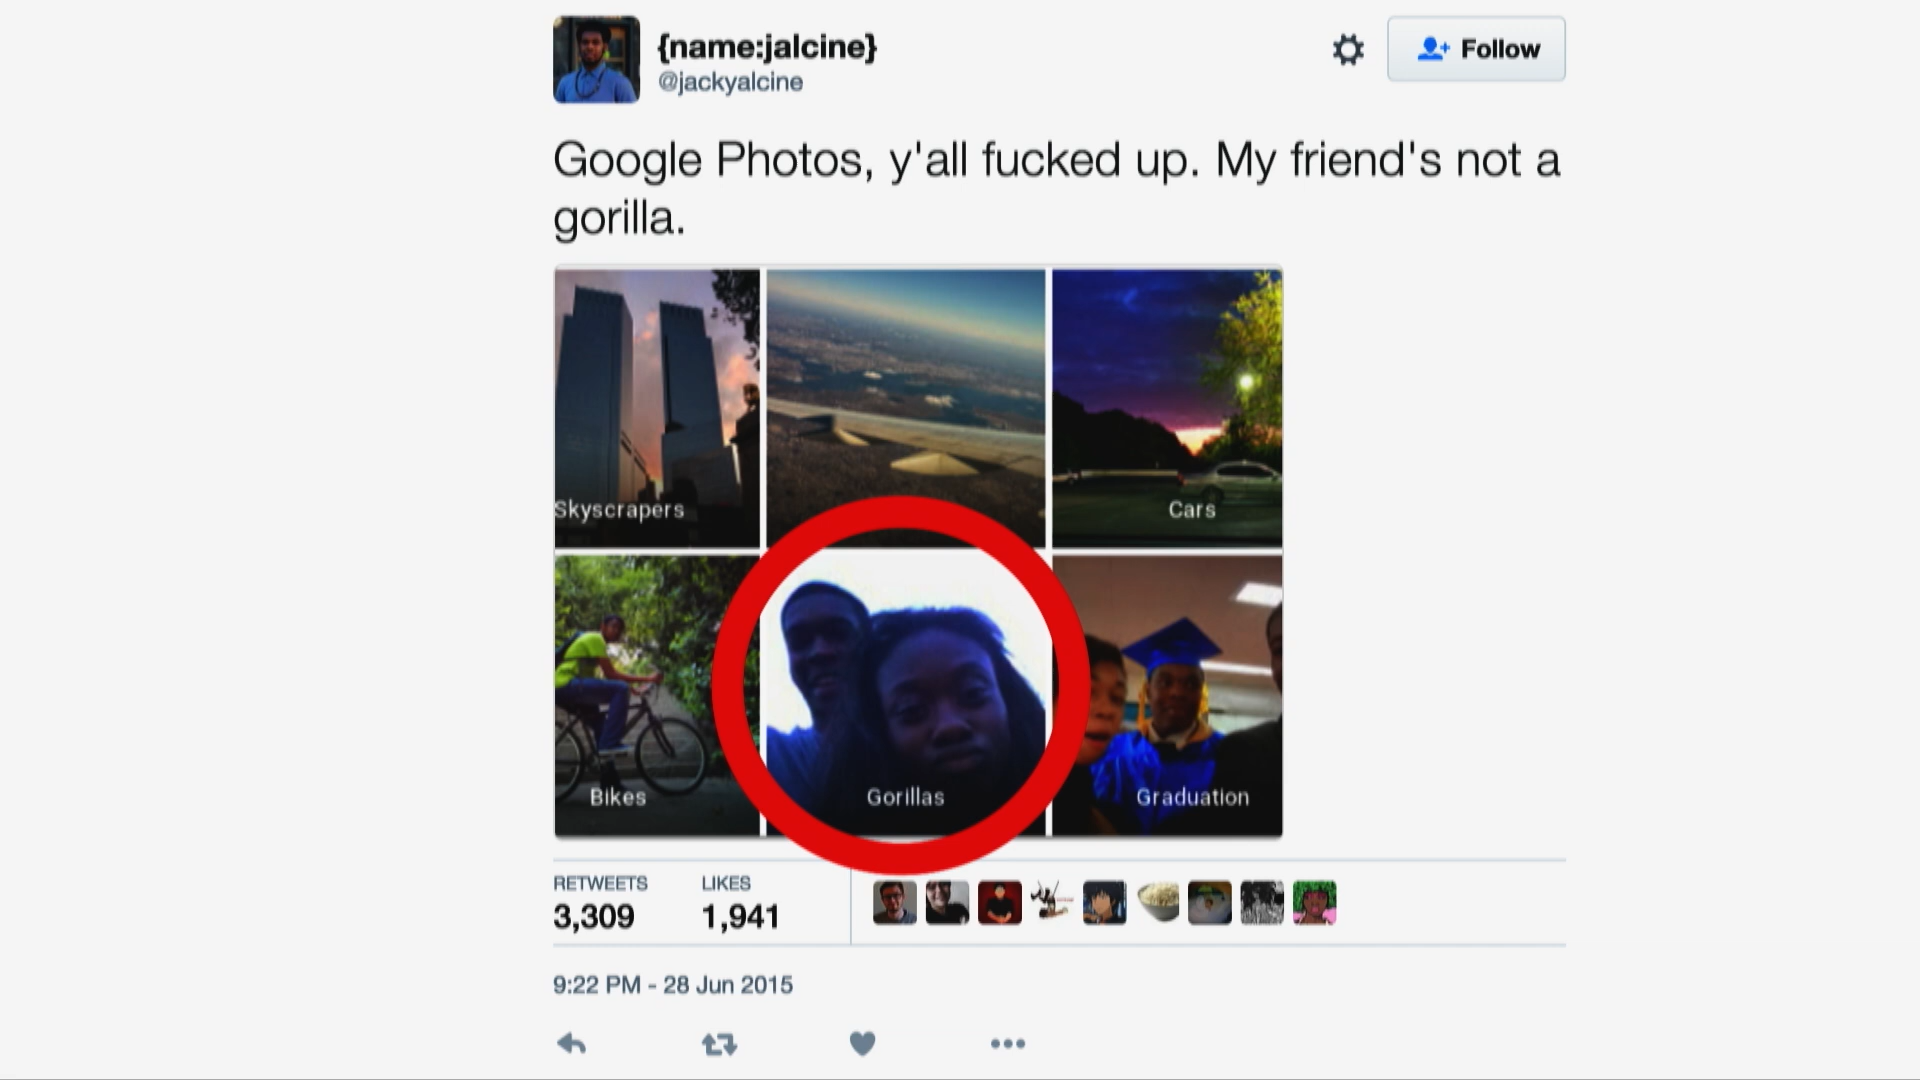 {name:jalcine}
@jackyalcine
Follow
Google Photos, y'all fucked up. My friend's not a
gorilla.
Skyscrapers
Cars
Bikes
Gorillas
Graduation
RETWEETS
3,309
LIKES
1,941
9:22 PM - 28 Jun 2015